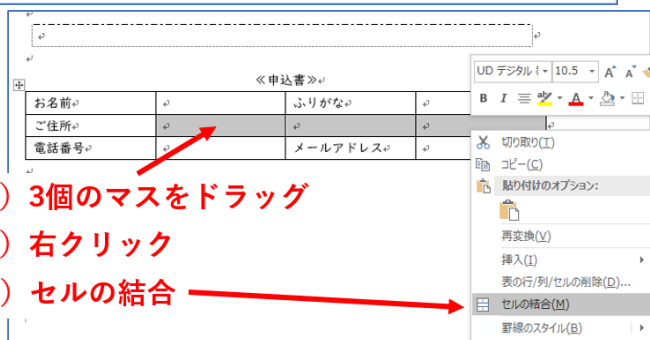 ≪申込書≫
お名前 ふりがな
ご住所
電話番号 メールアドレス
) 3個のマスをドラッグ
) 右クリック
) セルの結合
UD デジタル 10.5 A A
B I A
切り取り(T)
コピー(C)
貼り付けのオプション:
再変換(V)
挿入(I)
表の行/列/セルの削除(D)...
セルの結合(M)
罫線のスタイル(B)